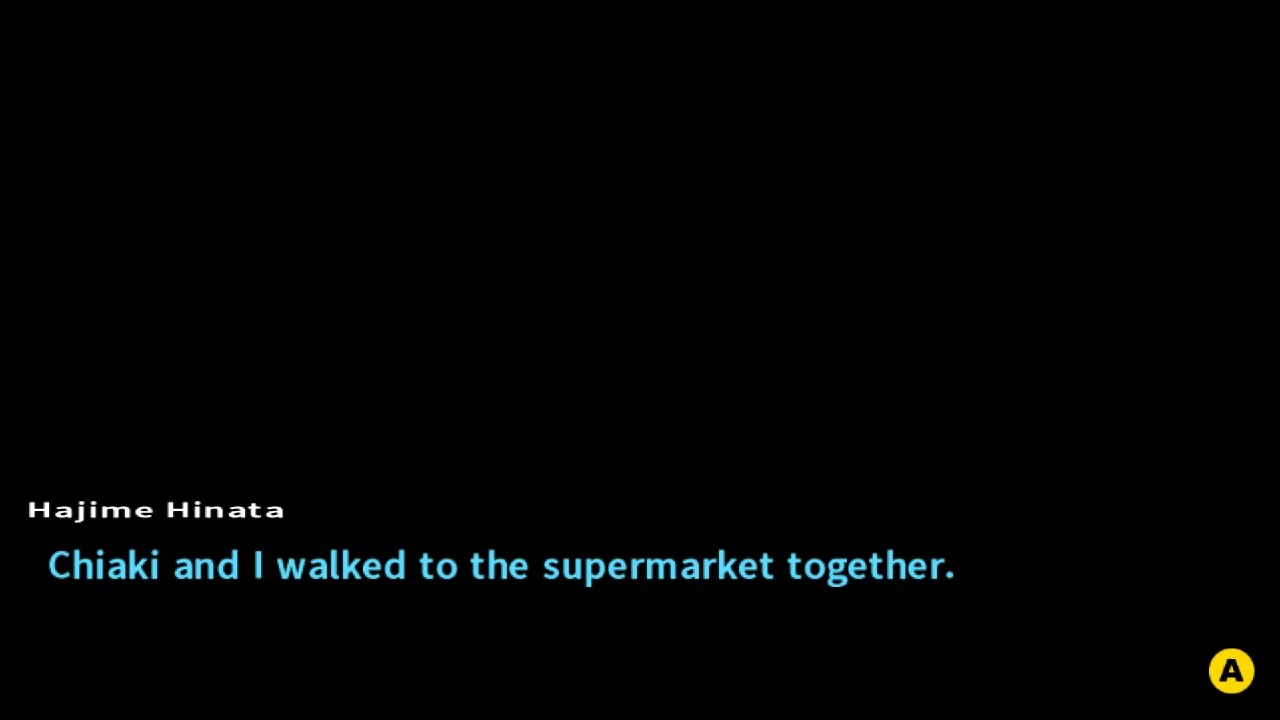 Hajime Hinata
Chiaki and I walked to the supermarket together.
A